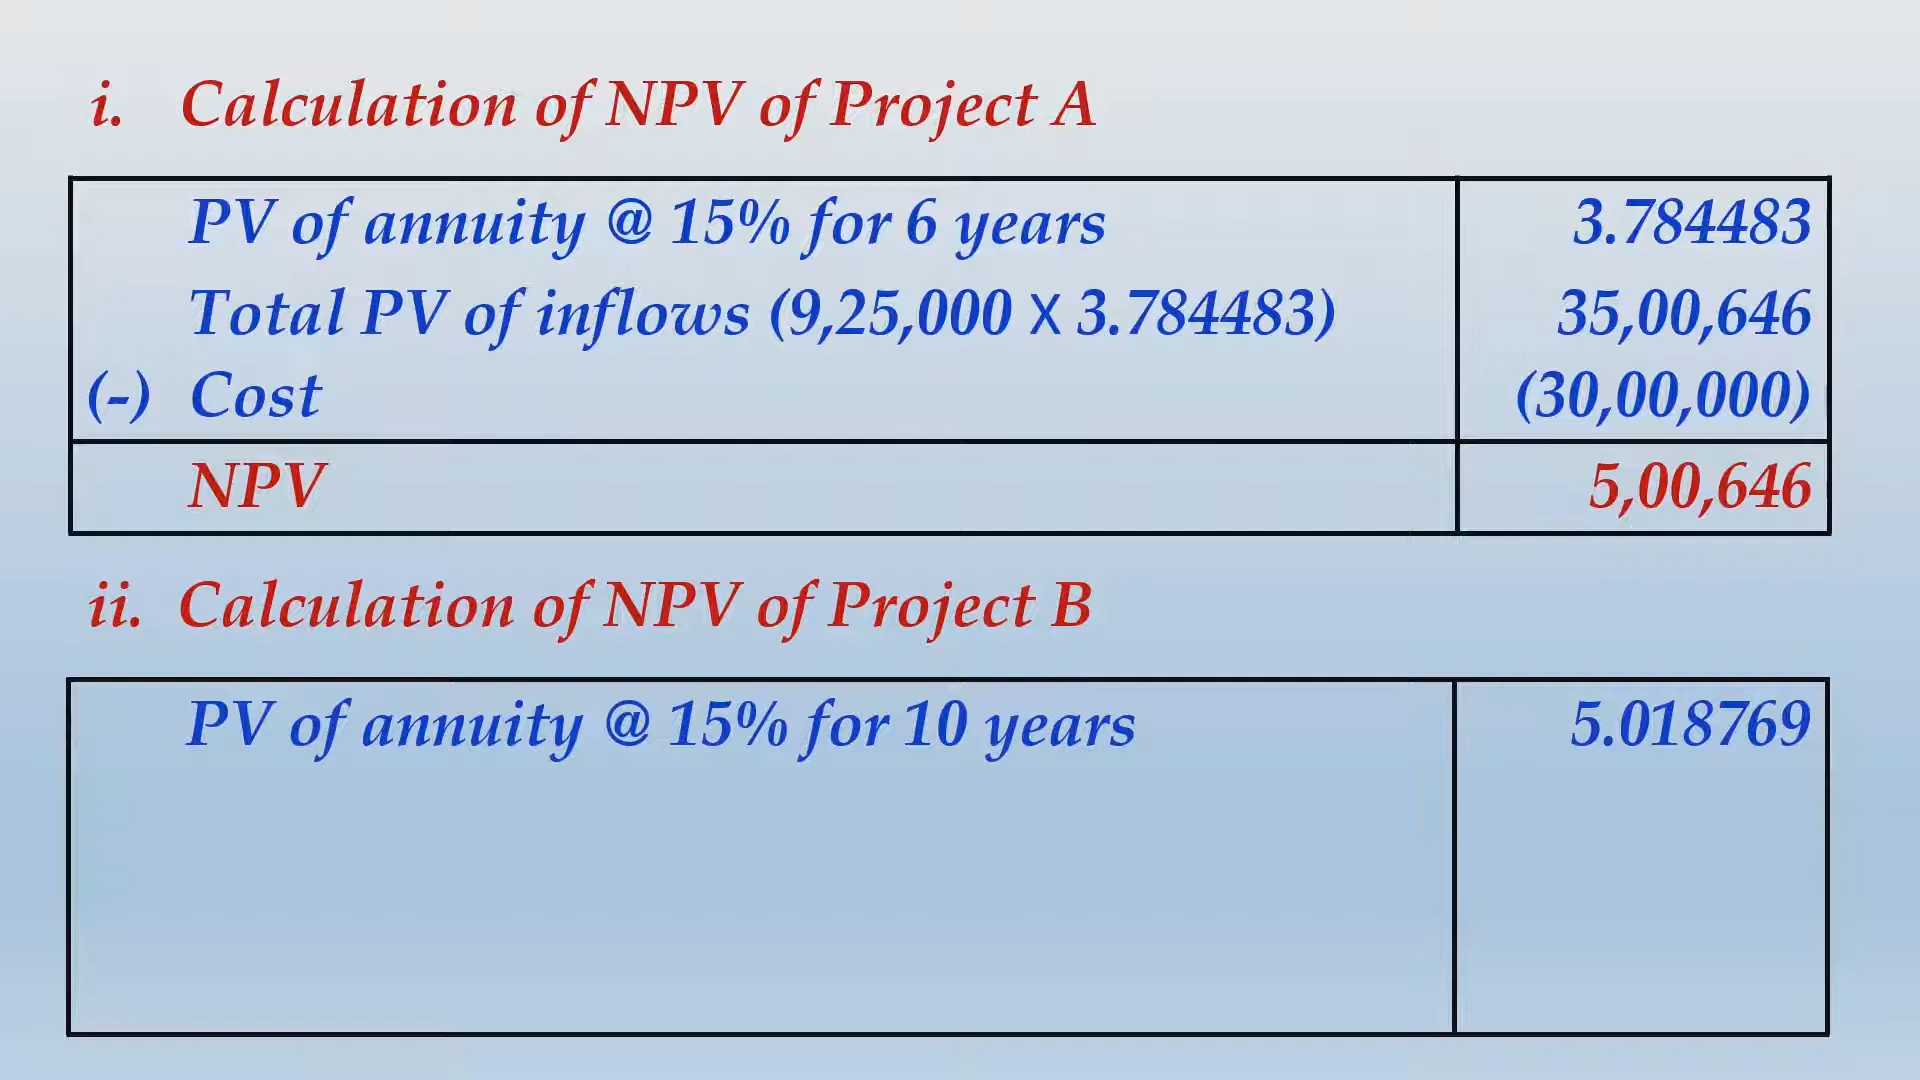 i. Calculation of NPV of Project A
PV of annuity @ 15% for 6 years 3.784483
Total PV of inflows (9,25,000 X 3.784483) 35,00,646
(-) Cost (30,00,000)
NPV 5,00,646
ii. Calculation of NPV of Project B
PV of annuity @ 15% for 10 years 5.018769